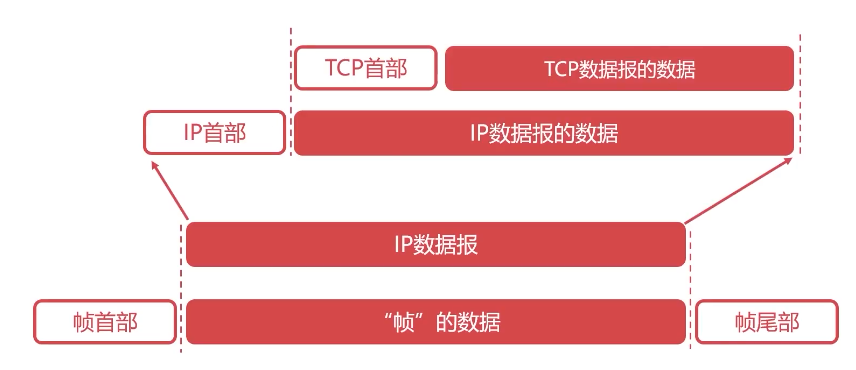 TCP首部
TCP数据报的数据
IP首部
IP数据报的数据
IP数据报
帧首部
“帧”的数据
帧尾部